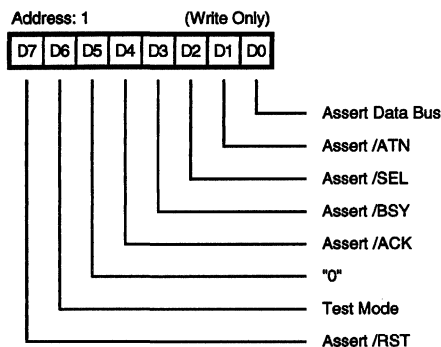 Address: 1 (Write Only)
D7 D6 D5 D4 D3 D2 D1 D0
Assert Data Bus
Assert /ATN
Assert /SEL
Assert /BSY
Assert /ACK
"0"
Test Mode
Assert /RST